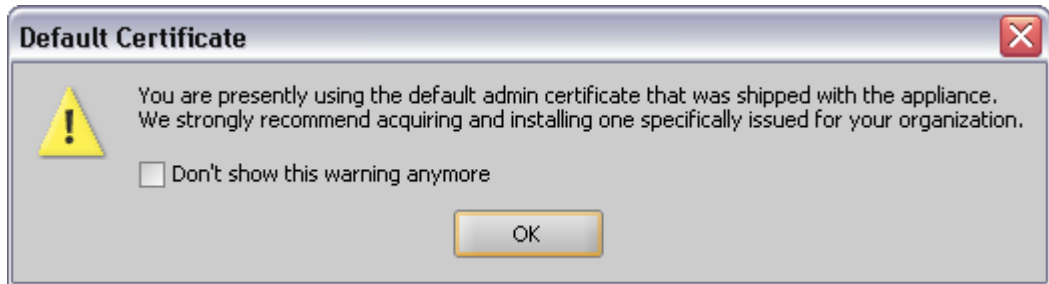 Default Certificate
You are presently using the default admin certificate that was shipped with the appliance.
We strongly recommend acquiring and installing one specifically issued for your organization.
Don't show this warning anymore
OK